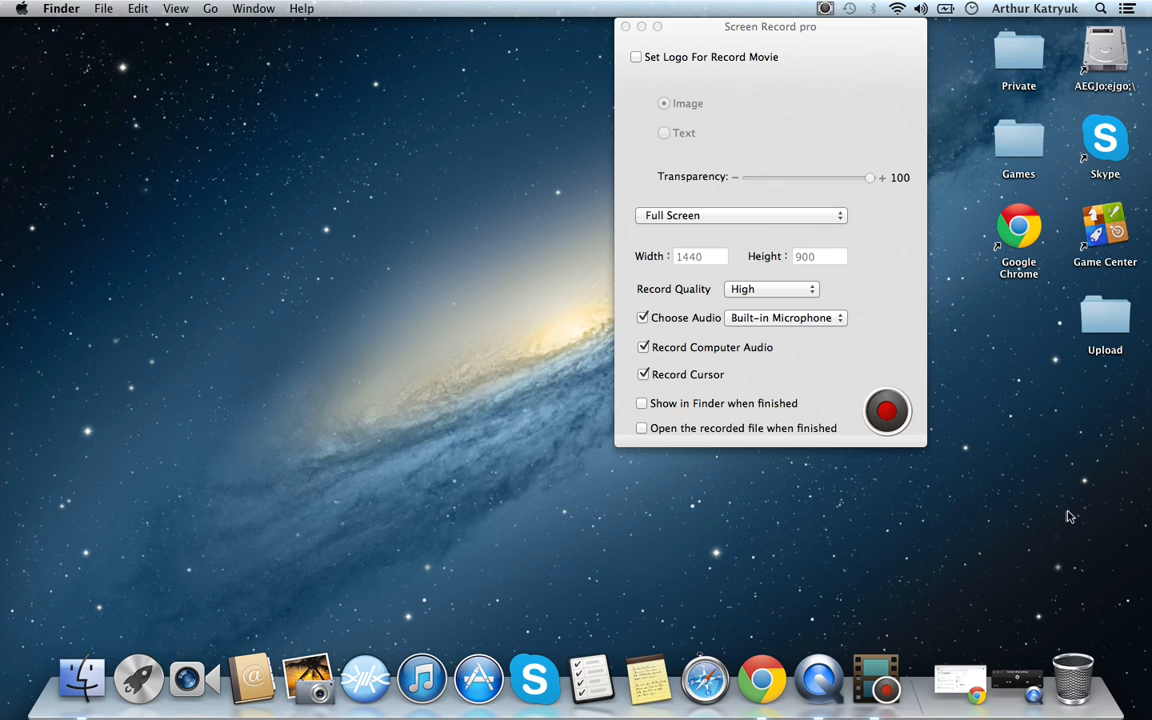 Finder File Edit View Go Window Help Arthur Katryuk
Screen Record pro
Set Logo For Record Movie
Image
Text
Transparency: − + 100
Full Screen
Width : 1440 Height : 900
Record Quality High
Choose Audio Built-in Microphone
Record Computer Audio
Record Cursor
Show in Finder when finished
Open the recorded file when finished
Private AEGJo;ejgo;\
Games Skype
Google Chrome Game Center
Upload